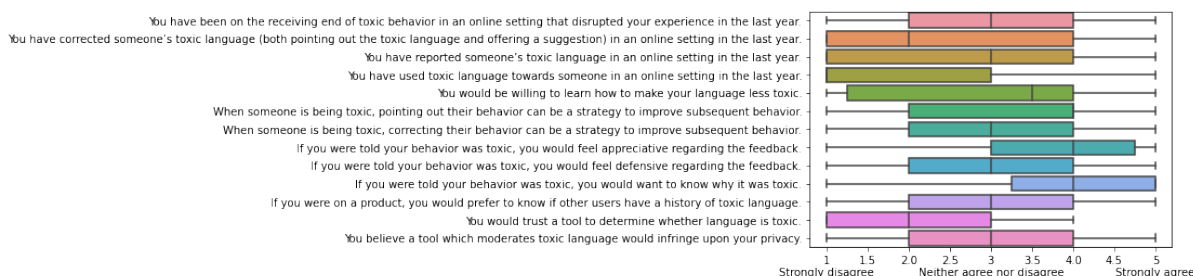 You have been on the receiving end of toxic behavior in an online setting that disrupted your experience in the last year.
You have corrected someone's toxic language (both pointing out the toxic language and offering a suggestion) in an online setting in the last year.
You have reported someone's toxic language in an online setting in the last year.
You have used toxic language towards someone in an online setting in the last year.
You would be willing to learn how to make your language less toxic.
When someone is being toxic, pointing out their behavior can be a strategy to improve subsequent behavior.
When someone is being toxic, correcting their behavior can be a strategy to improve subsequent behavior.
If you were told your behavior was toxic, you would feel appreciative regarding the feedback.
If you were told your behavior was toxic, you would feel defensive regarding the feedback.
If you were told your behavior was toxic, you would want to know why it was toxic.
If you were on a product, you would prefer to know if other users have a history of toxic language.
You would trust a tool to determine whether language is toxic.
You believe a tool which moderates toxic language would infringe upon your privacy.
1 1.5 2.0 2.5 3.0 3.5 4.0 4.5 5
Strongly disagree Neither agree nor disagree Strongly agree